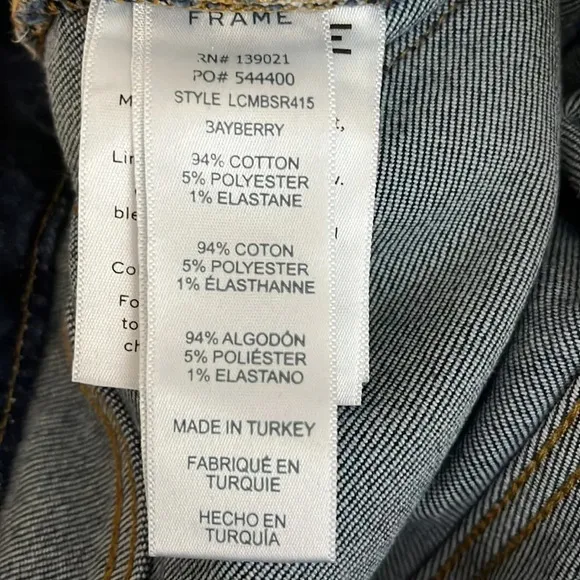 FRAME
RN# 139021
PO# 544400
STYLE LCMBSR415
BAYBERRY
94% COTTON
5% POLYESTER
1% ELASTANE
94% COTON
5% POLYESTER
1% ÉLASTHANNE
94% ALGODÓN
5% POLIÉSTER
1% ELASTANO
MADE IN TURKEY
FABRIQUÉ EN
TURQUIE
HECHO EN
TURQUÍA